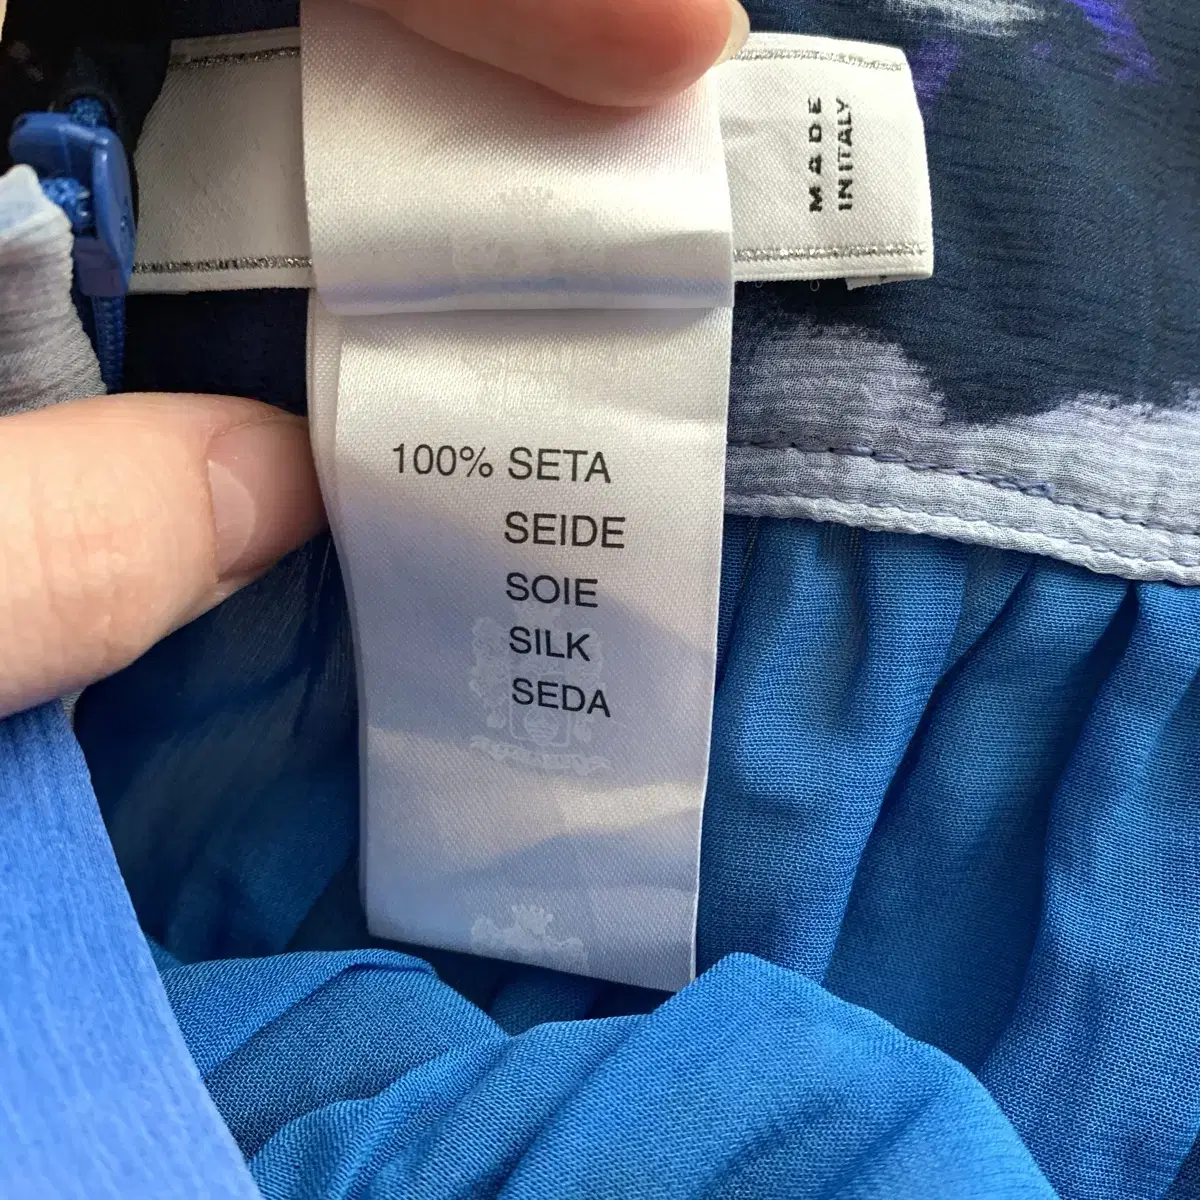 MADE
IN ITALY
100% SETA
SEIDE
SOIE
SILK
SEDA